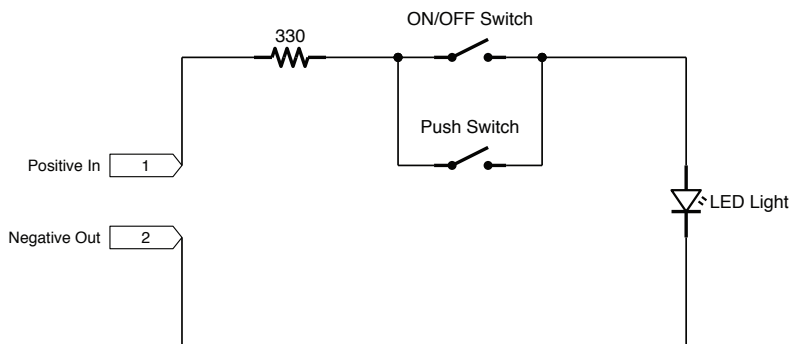 ON/OFF Switch
330
Push Switch
Positive In 1
LED Light
Negative Out 2